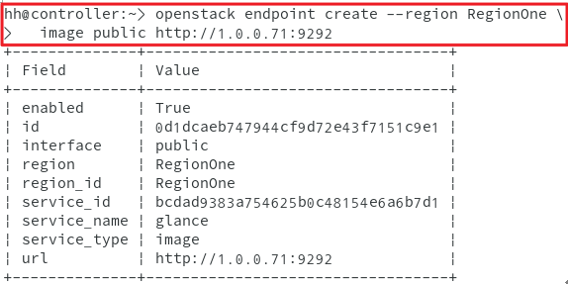 hh@controller:~> openstack endpoint create --region RegionOne \
>   image public http://1.0.0.71:9292
+--------------+----------------------------------+
| Field        | Value                            |
+--------------+----------------------------------+
| enabled      | True                             |
| id           | 0d1dcaeb747944cf9d72e43f7151c9e1 |
| interface    | public                           |
| region       | RegionOne                        |
| region_id    | RegionOne                        |
| service_id   | bcdad9383a754625b0c48154e6a6b7d1 |
| service_name | glance                           |
| service_type | image                            |
| url          | http://1.0.0.71:9292             |
+--------------+----------------------------------+